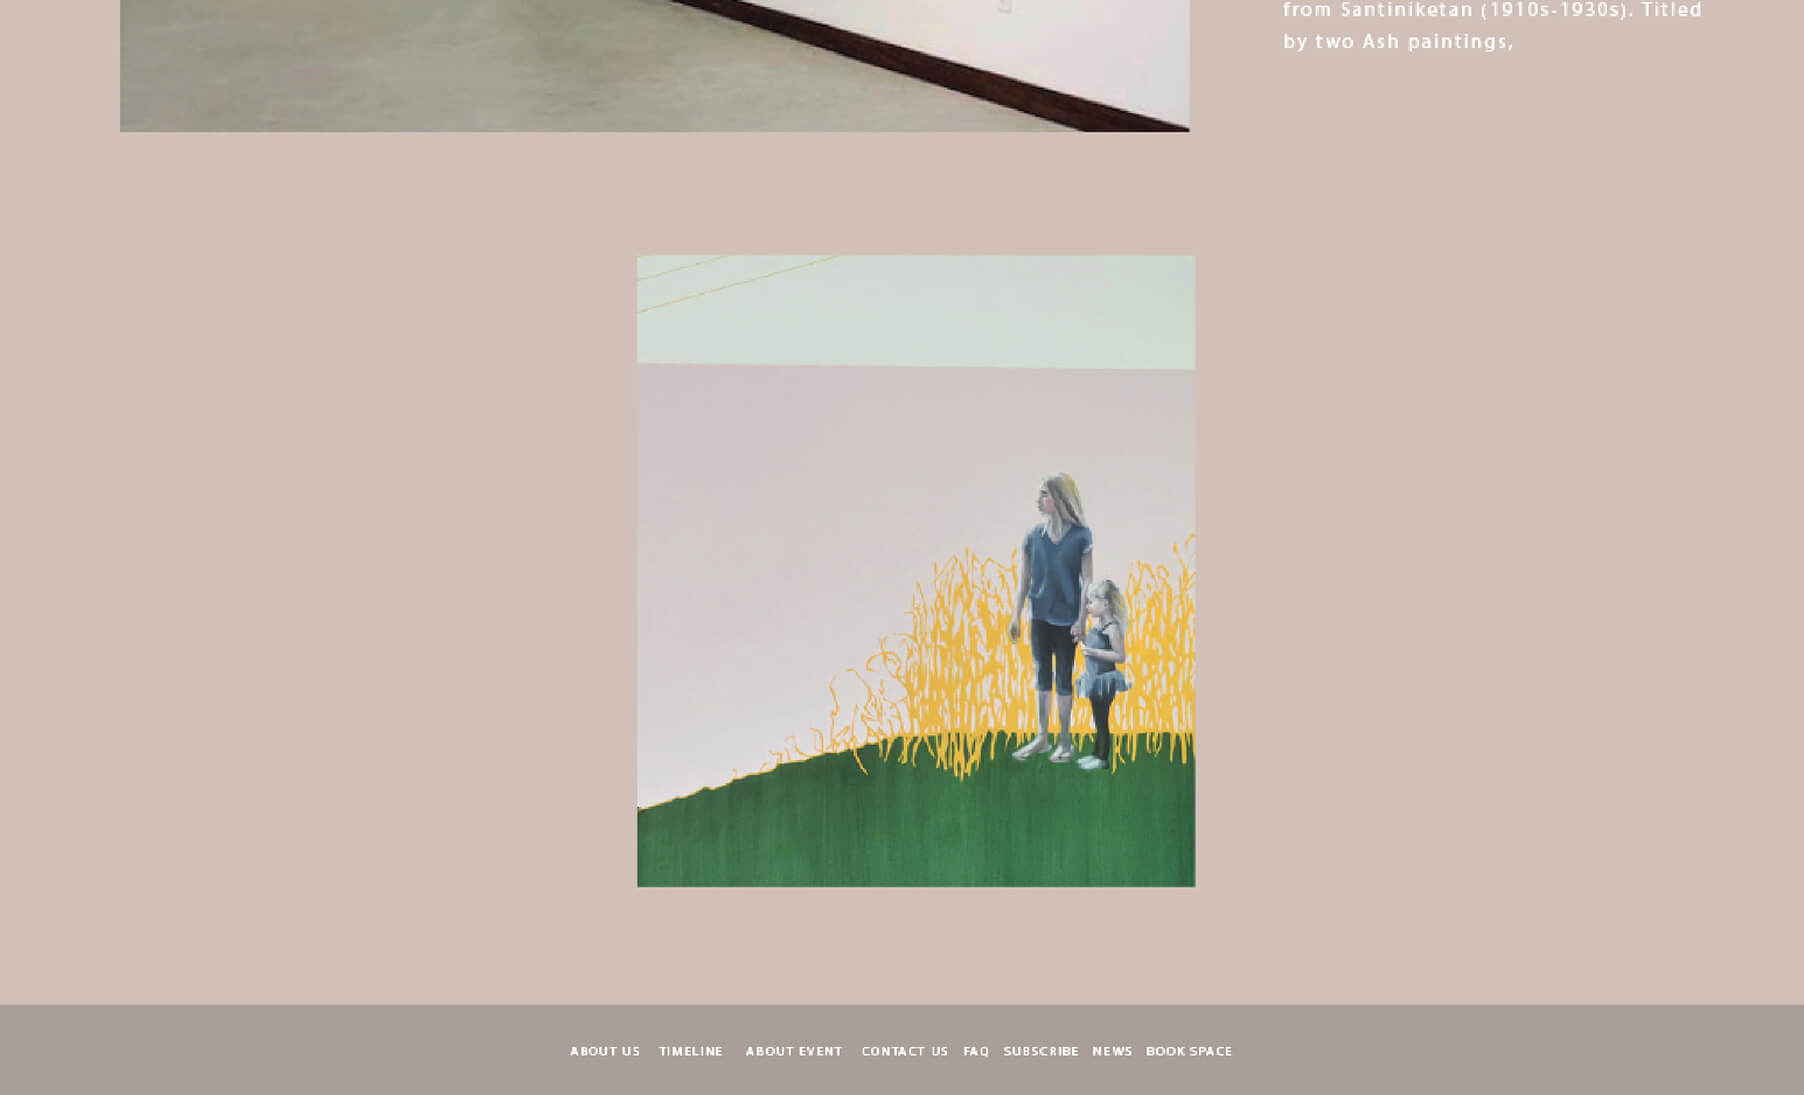 from Santiniketan (1910s-1930s). Titled
by two Ash paintings,
ABOUT US TIMELINE ABOUT EVENT CONTACT US FAQ SUBSCRIBE NEWS BOOK SPACE